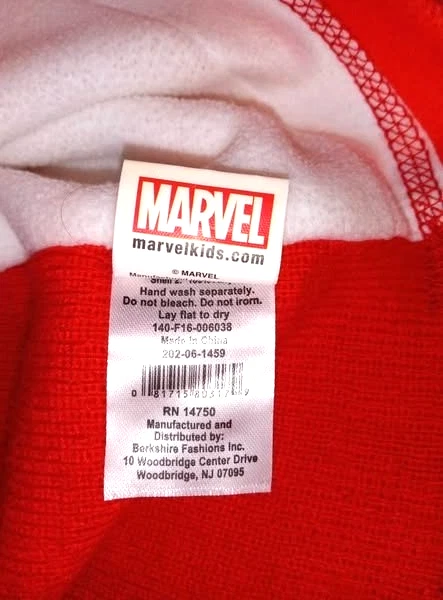 MARVEL
marvelkids.com
© MARVEL
Hand wash separately.
Do not bleach. Do not irorn.
Lay flat to dry
140-F16-006038
Made in China
202-06-1459
RN 14750
Manufactured and
Distributed by:
Berkshire Fashions Inc.
10 Woodbridge Center Drive
Woodbridge, NJ 07095